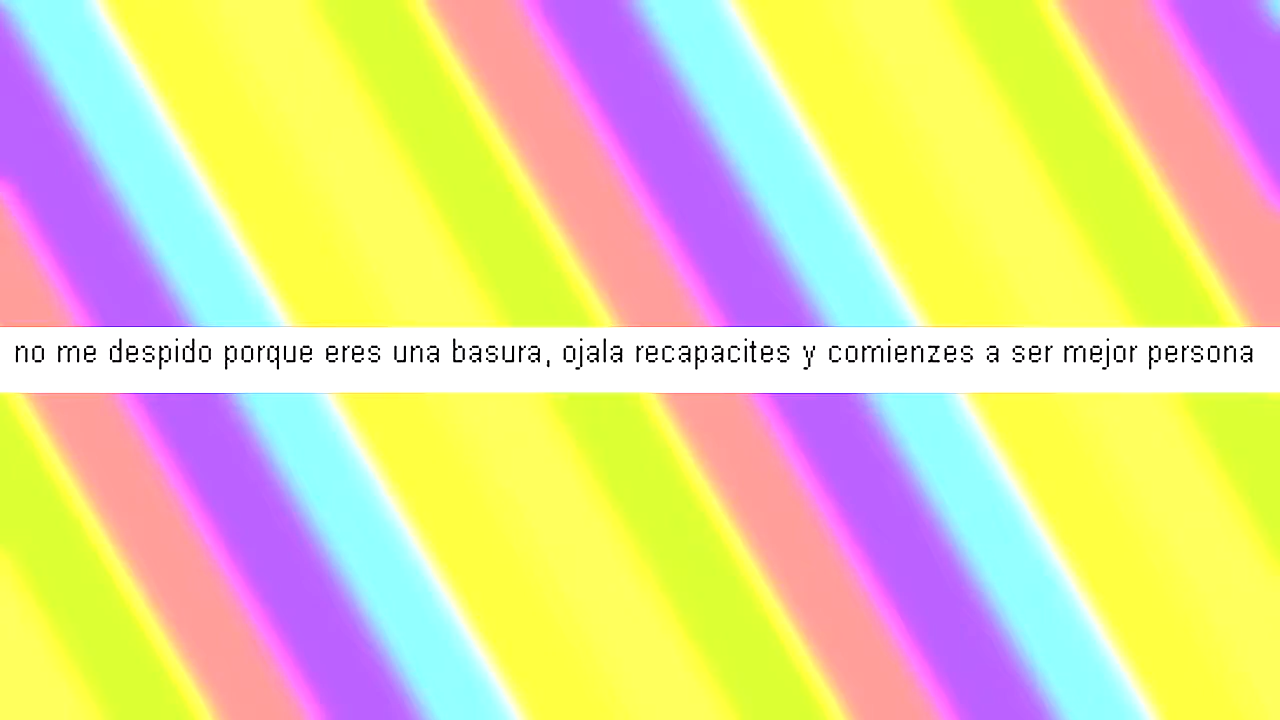 no me despido porque eres una basura, ojala recapacites y comienzes a ser mejor persona